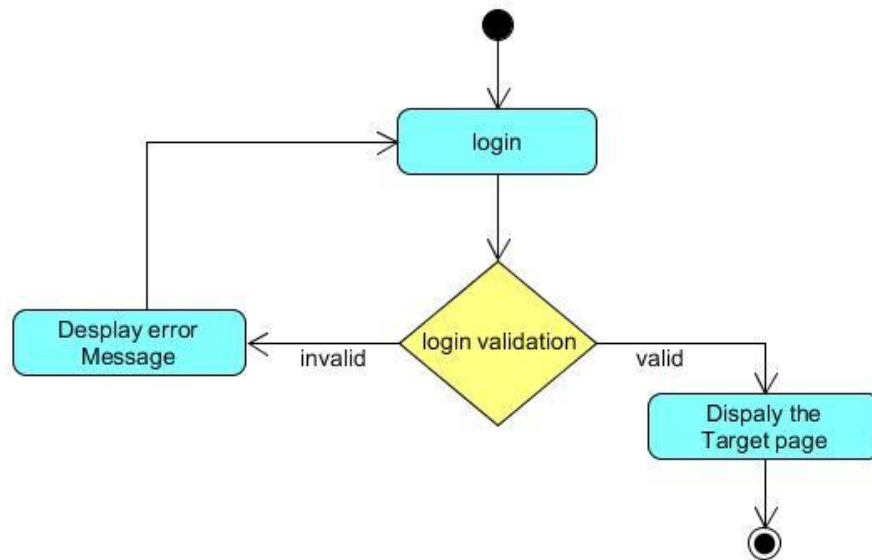 login
login validation
invalid
valid
Desplay error
Message
Dispaly the
Target page